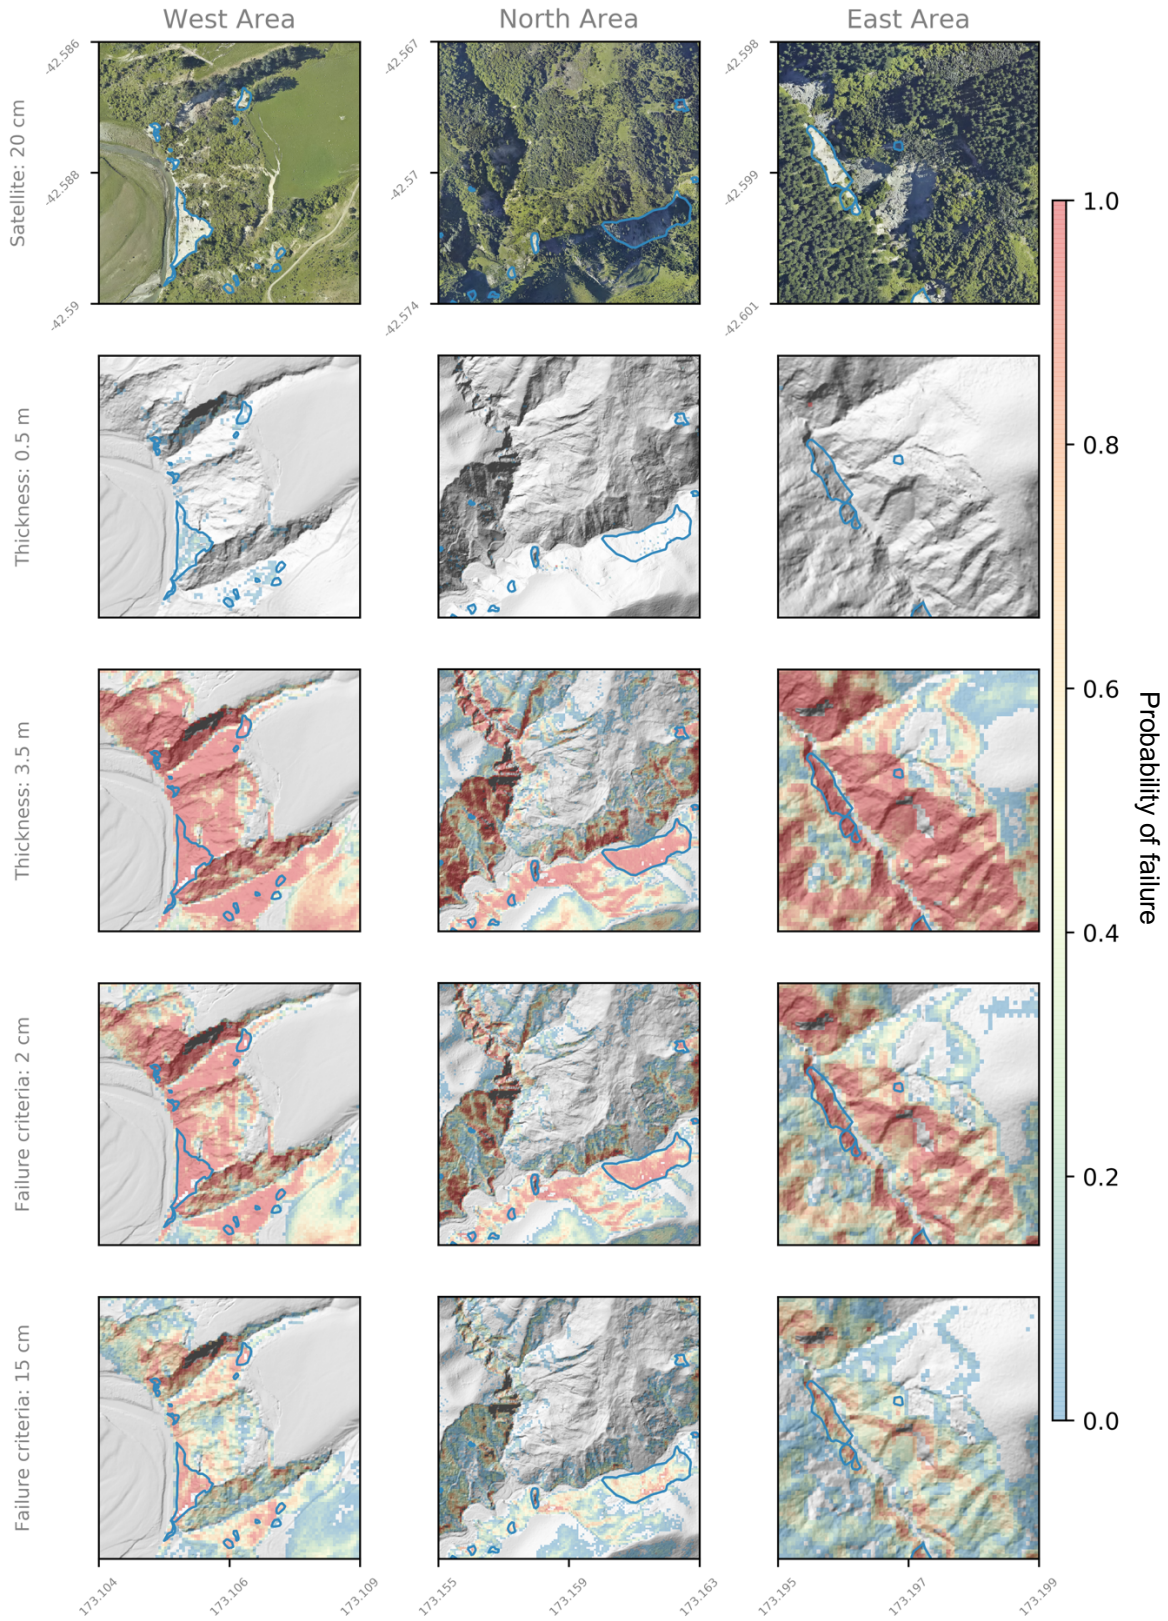 West Area
North Area
East Area
Satellite: 20 cm
-42.586
-42.588
-42.59
-42.567
-42.57
-42.574
-42.598
-42.599
-42.601
Thickness: 0.5 m
Thickness: 3.5 m
Failure criteria: 2 cm
Failure criteria: 15 cm
1.0
0.8
0.6
0.4
0.2
0.0
Probability of failure
173.104
173.106
173.109
173.155
173.159
173.163
173.195
173.197
173.199